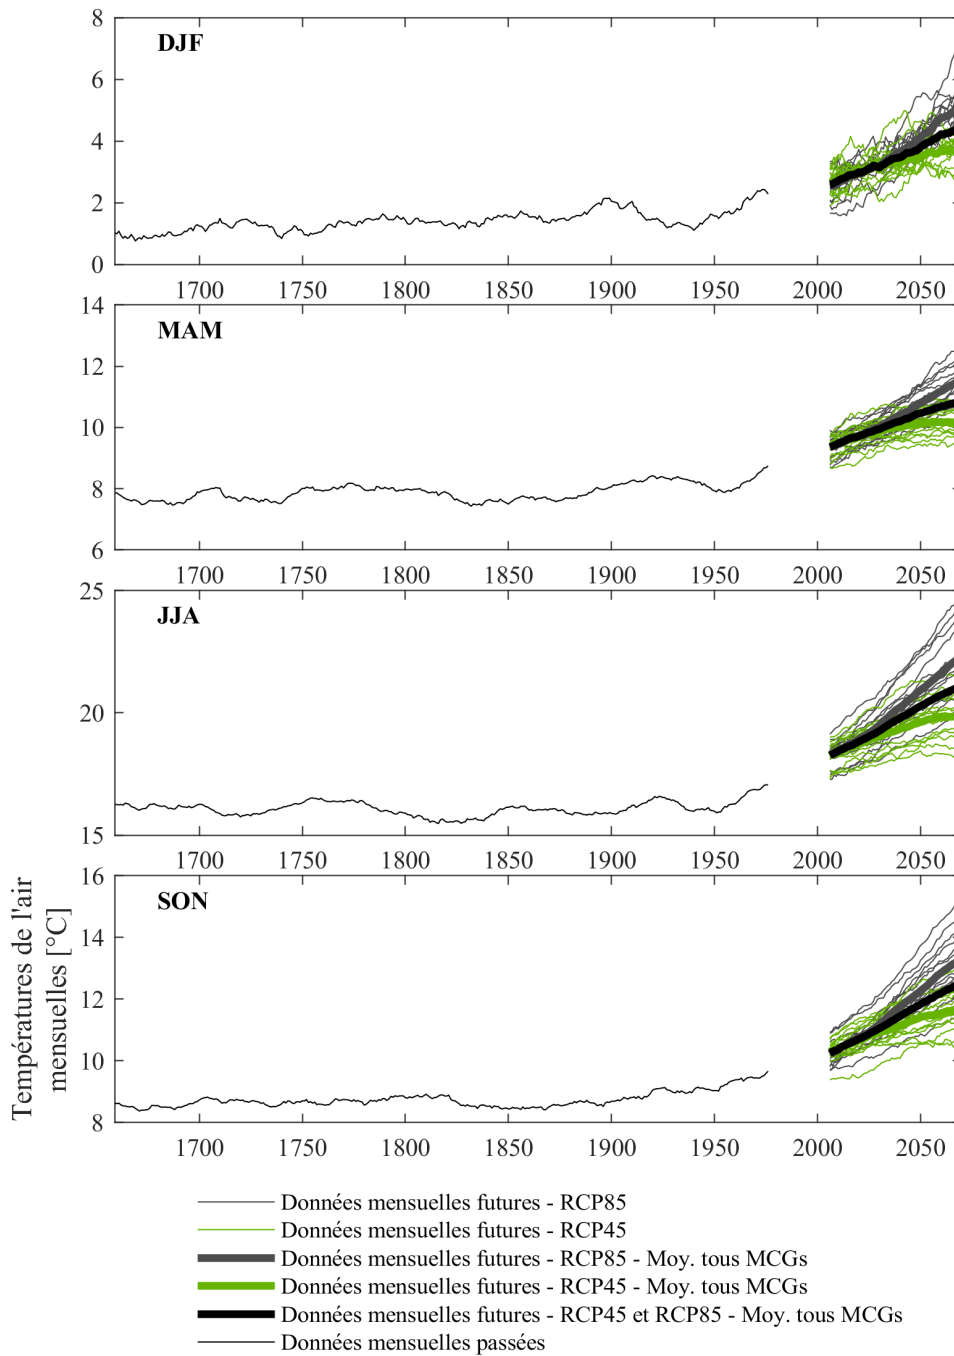 8
DJF
6
4
2
0
1700 1750 1800 1850 1900 1950 2000 2050
14
MAM
12
10
8
6
1700 1750 1800 1850 1900 1950 2000 2050
25
JJA
20
15
1700 1750 1800 1850 1900 1950 2000 2050
16
SON
14
12
10
8
1700 1750 1800 1850 1900 1950 2000 2050
Températures de l'air
mensuelles [°C]
Données mensuelles futures - RCP85
Données mensuelles futures - RCP45
Données mensuelles futures - RCP85 - Moy. tous MCGs
Données mensuelles futures - RCP45 - Moy. tous MCGs
Données mensuelles futures - RCP45 et RCP85 - Moy. tous MCGs
Données mensuelles passées